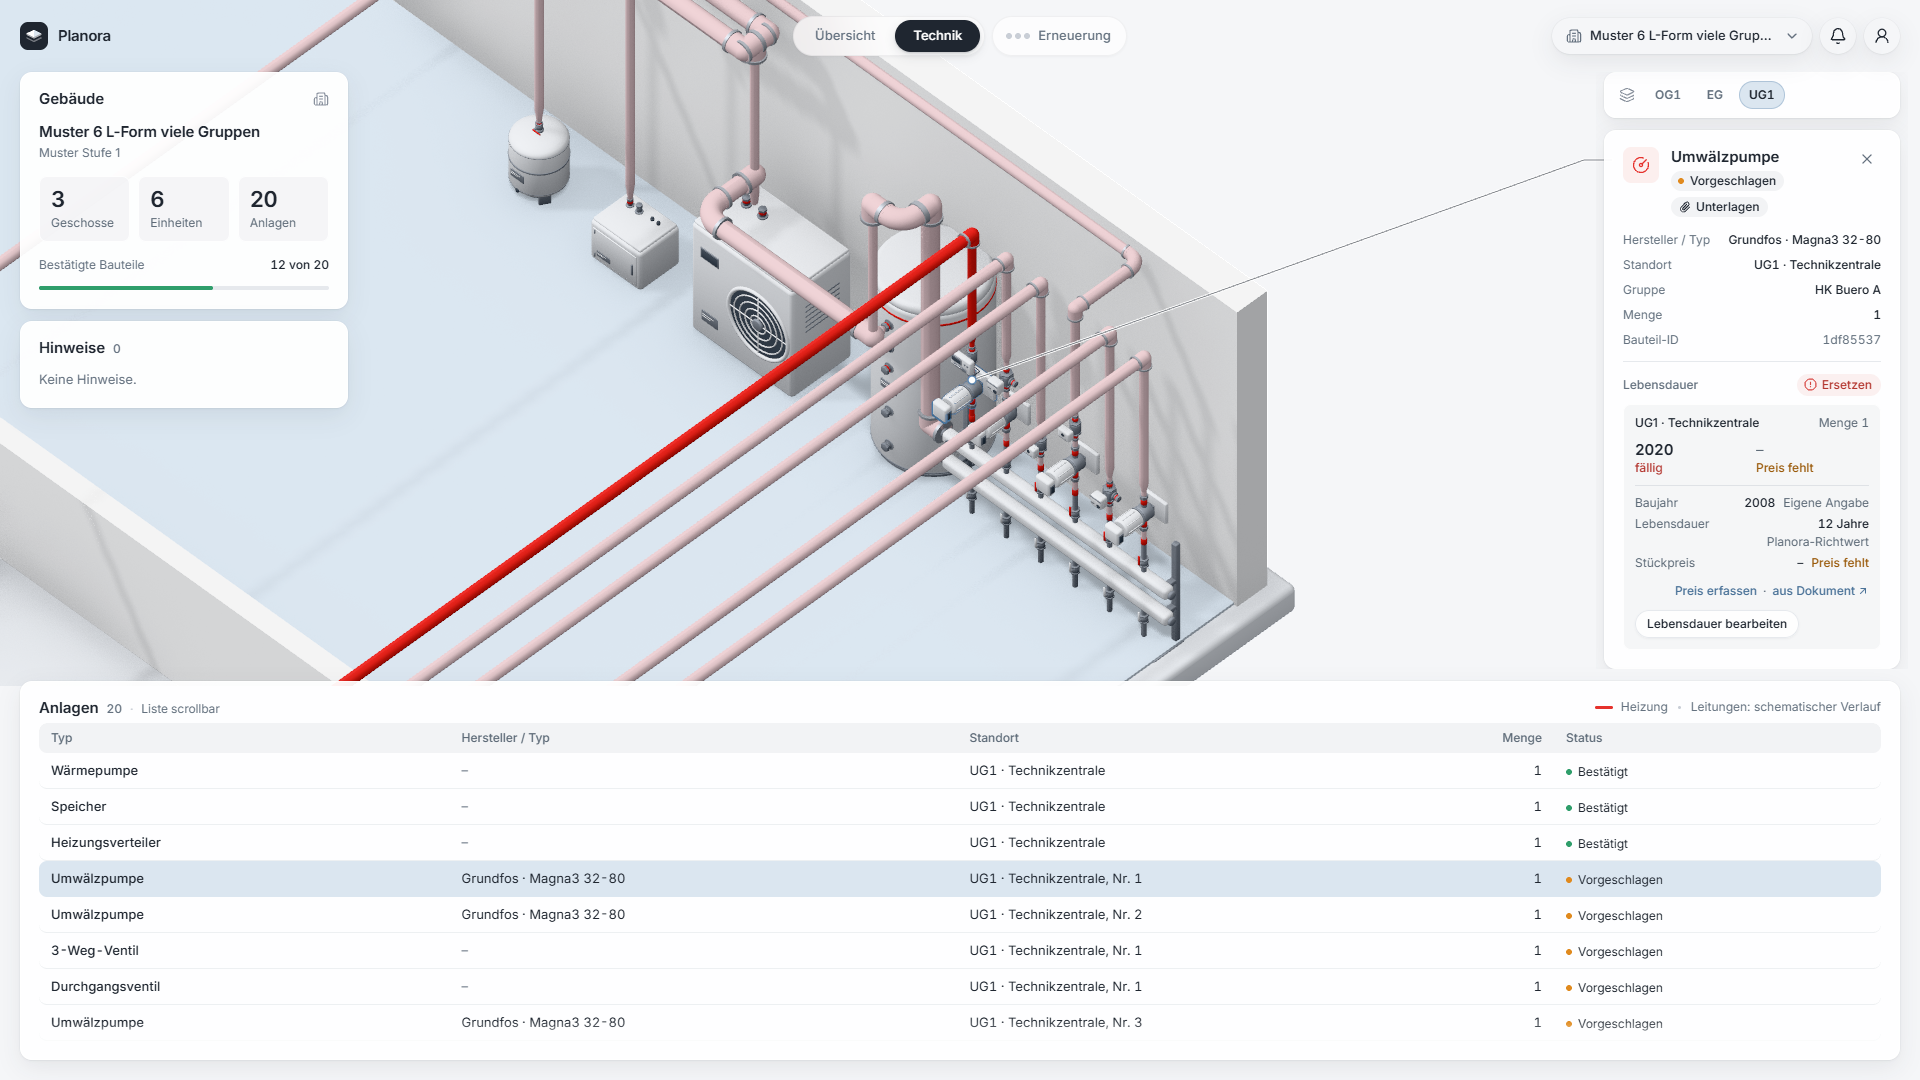 Planora
Übersicht
Technik
Erneuerung
Muster 6 L-Form viele Grup...
Gebäude
Muster 6 L-Form viele Gruppen
Muster Stufe 1
3
Geschosse
6
Einheiten
20
Anlagen
Bestätigte Bauteile 12 von 20
Hinweise 0
Keine Hinweise.
OG1 EG UG1
Umwälzpumpe
Vorgeschlagen
Unterlagen
Hersteller / Typ Grundfos · Magna3 32-80
Standort UG1 · Technikzentrale
Gruppe HK Buero A
Menge 1
Bauteil-ID 1df85537
Lebensdauer Ersetzen
UG1 · Technikzentrale Menge 1
2020 –
fällig Preis fehlt
Baujahr 2008 Eigene Angabe
Lebensdauer 12 Jahre
Planora-Richtwert
Stückpreis – Preis fehlt
Preis erfassen · aus Dokument ↗
Lebensdauer bearbeiten
Anlagen 20 · Liste scrollbar
Heizung · Leitungen: schematischer Verlauf
Typ Hersteller / Typ Standort Menge Status
Wärmepumpe – UG1 · Technikzentrale 1 Bestätigt
Speicher – UG1 · Technikzentrale 1 Bestätigt
Heizungsverteiler – UG1 · Technikzentrale 1 Bestätigt
Umwälzpumpe Grundfos · Magna3 32-80 UG1 · Technikzentrale, Nr. 1 1 Vorgeschlagen
Umwälzpumpe Grundfos · Magna3 32-80 UG1 · Technikzentrale, Nr. 2 1 Vorgeschlagen
3-Weg-Ventil – UG1 · Technikzentrale, Nr. 1 1 Vorgeschlagen
Durchgangsventil – UG1 · Technikzentrale, Nr. 1 1 Vorgeschlagen
Umwälzpumpe Grundfos · Magna3 32-80 UG1 · Technikzentrale, Nr. 3 1 Vorgeschlagen